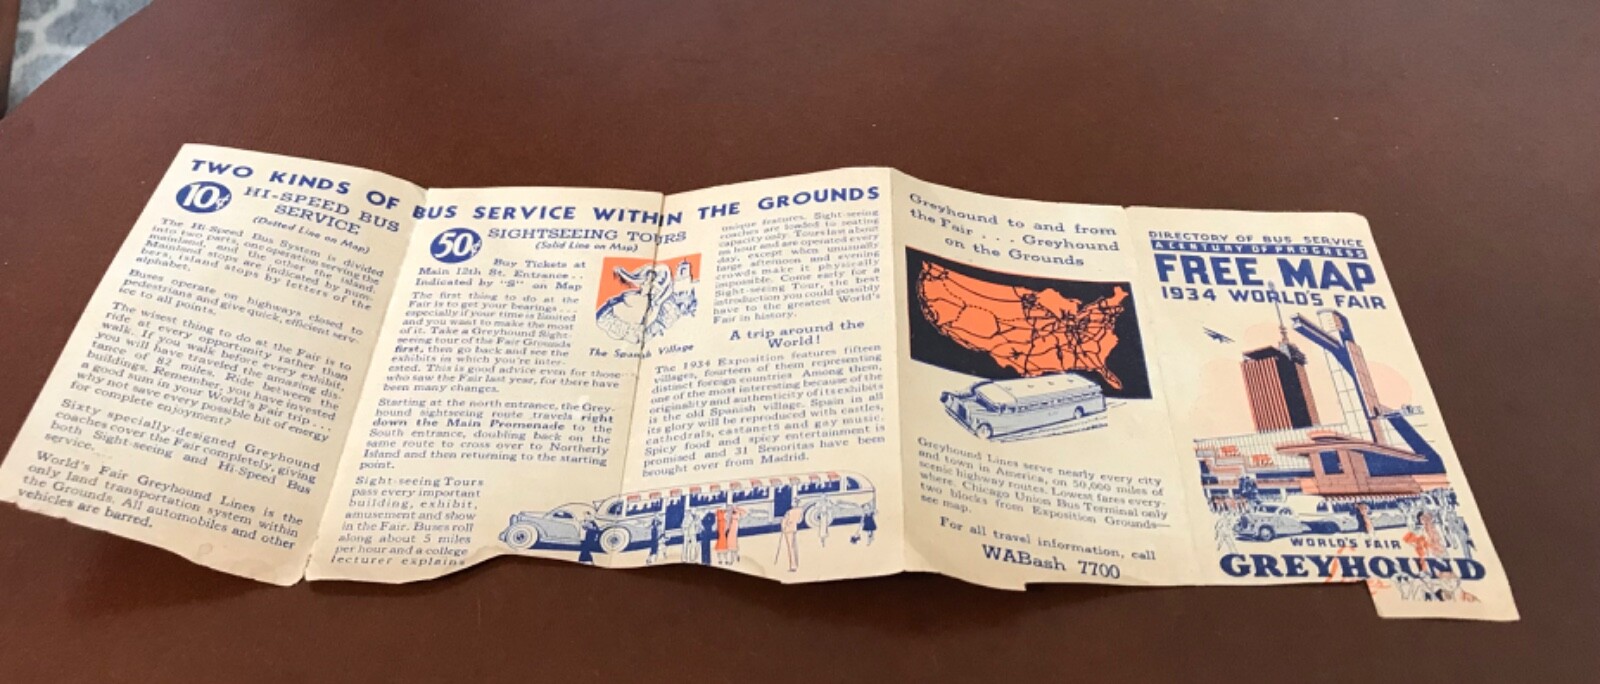 TWO KINDS OF BUS SERVICE WITHIN THE GROUNDS
10¢ HI-SPEED BUS
SERVICE
(Dotted Line on Map)
The Hi-Speed Bus System is divided
into two parts, one operation serving the
mainland, and the other the island.
Mainland stops are indicated by num-
bers, island stops by letters of the
alphabet.
Buses operate on highways closed to
pedestrians and give quick, efficient serv-
ice to all points.
The wisest thing to do at the Fair is to
ride at every opportunity rather than
walk. If you walk before every exhibit,
you will have traveled the amazing dis-
tance of 82 miles. Ride between the
buildings. Remember, you have invested
a good sum in your World's Fair trip . . .
why not save every possible bit of energy
for complete enjoyment?
Sixty specially-designed Greyhound
coaches cover the Fair completely, giving
both Sight-seeing and Hi-Speed Bus
service.
World's Fair Greyhound Lines is the
only land transportation system within
the Grounds. All automobiles and other
vehicles are barred.
50¢ SIGHTSEEING TOURS
(Solid Line on Map)
Buy Tickets at
Main 12th St. Entrance . .
Indicated by "S" on Map
The first thing to do at the
Fair is to get your bearings . . .
especially if your time is limited
and you want to make the most
of it. Take a Greyhound Sight-
seeing tour of the Fair Grounds
first, then go back and see the
exhibits in which you're inter-
ested. This is good advice even for those
who saw the Fair last year, for there have
been many changes.
Starting at the north entrance, the Grey-
hound sightseeing route travels right
down the Main Promenade to the
South entrance, doubling back on the
same route to cross over to Northerly
Island and then returning to the starting
point.
Sight-seeing Tours
pass every important
building, exhibit,
amusement and show
in the Fair. Buses roll
along about 5 miles
per hour and a college
lecturer explains
The Spanish Village
unique features. Sight-seeing
coaches are loaded to seating
capacity only. Tours last about
an hour and are operated every
day, except when unusually
large afternoon and evening
crowds make it physically
impossible. Come early for a
Sight-seeing Tour, the best
introduction you could possibly
have to the greatest World's
Fair in history.
A trip around the
World!
The 1934 Exposition features fifteen
villages, fourteen of them representing
distinct foreign countries. Among them,
one of the most interesting because of the
originality and authenticity of its exhibits
is the old Spanish village. Spain in all
its glory will be reproduced with castles,
cathedrals, castanets and gay music.
Spicy food and spicy entertainment is
promised and 31 Senoritas have been
brought over from Madrid.
Greyhound to and from
the Fair . . . Greyhound
on the Grounds
Greyhound Lines serve nearly every city
and town in America, on 50,000 miles of
scenic highway routes. Lowest fares every-
where. Chicago Union Bus Terminal only
two blocks from Exposition Grounds—
see map.
For all travel information, call
WABash 7700
DIRECTORY OF BUS SERVICE
A CENTURY OF PROGRESS
FREE MAP
1934 WORLD'S FAIR
WORLD'S FAIR
GREYHOUND